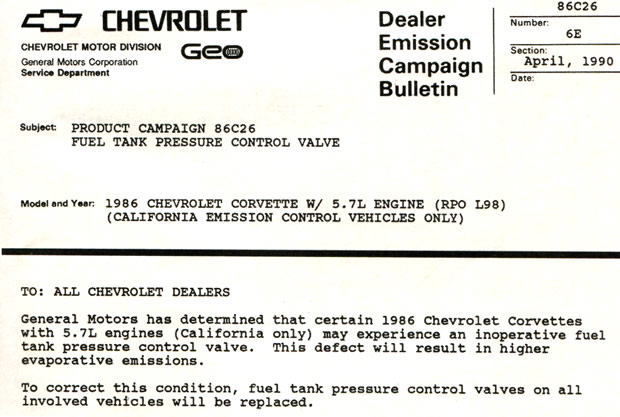 CHEVROLET
CHEVROLET MOTOR DIVISION Geo
General Motors Corporation
Service Department
Dealer
Emission
Campaign
Bulletin
86C26
Number:
6E
Section:
April, 1990
Date:
Subject: PRODUCT CAMPAIGN 86C26
FUEL TANK PRESSURE CONTROL VALVE
Model and Year: 1986 CHEVROLET CORVETTE W/ 5.7L ENGINE (RPO L98)
(CALIFORNIA EMISSION CONTROL VEHICLES ONLY)
TO: ALL CHEVROLET DEALERS
General Motors has determined that certain 1986 Chevrolet Corvettes
with 5.7L engines (California only) may experience an inoperative fuel
tank pressure control valve. This defect will result in higher
evaporative emissions.
To correct this condition, fuel tank pressure control valves on all
involved vehicles will be replaced.